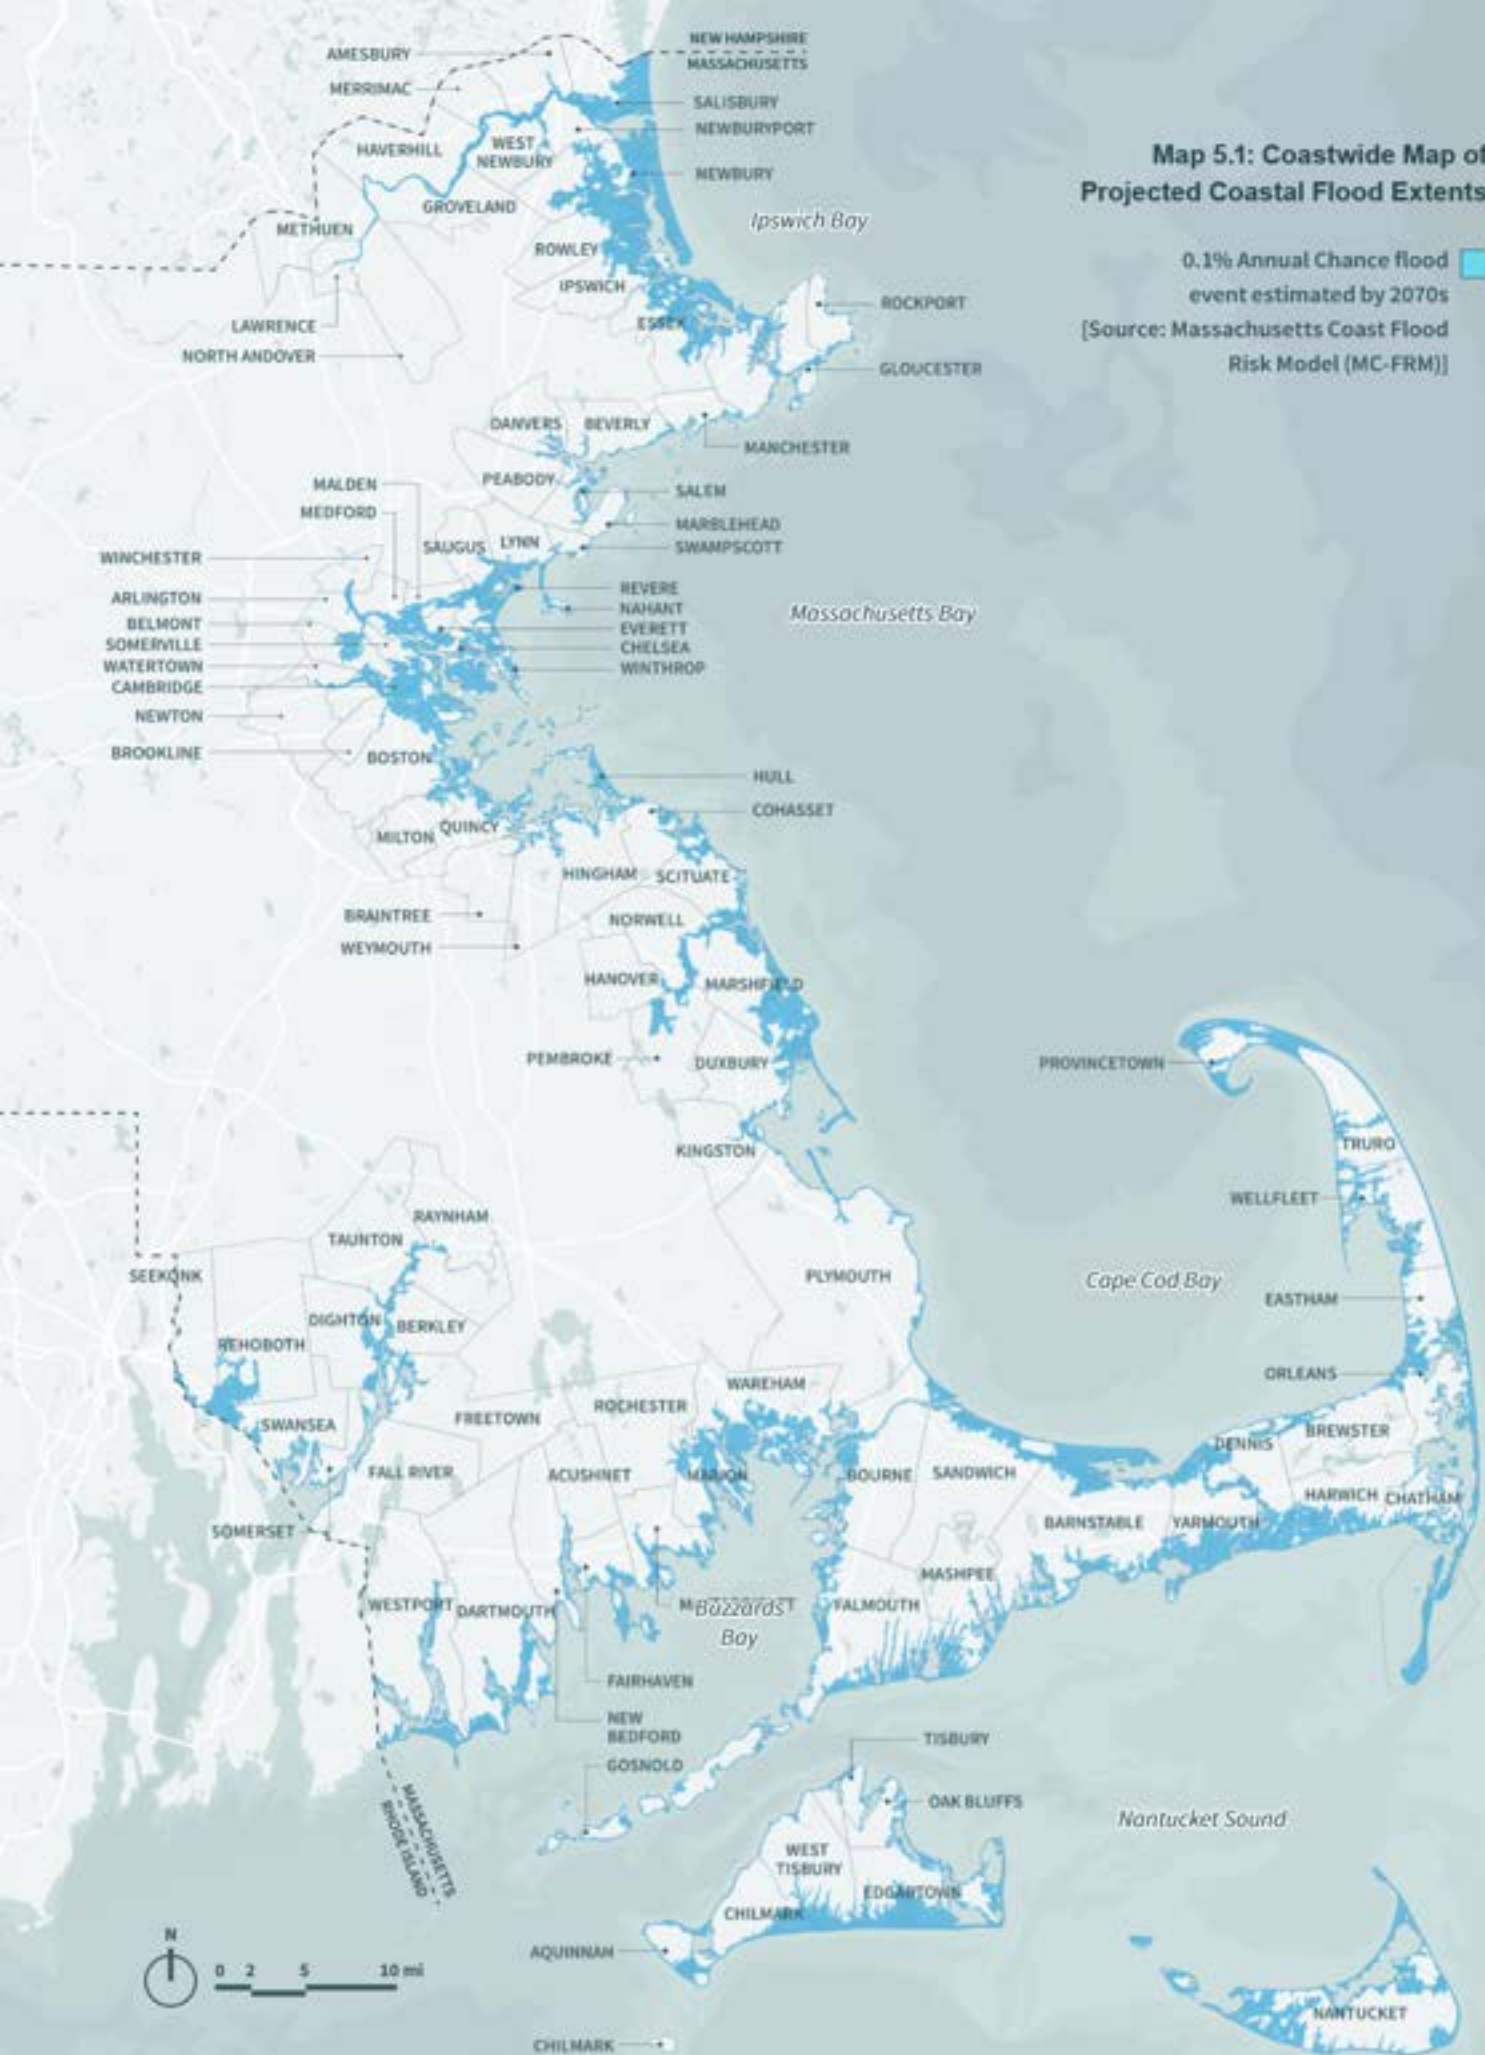 NEW HAMPSHIRE
MASSACHUSETTS
AMESBURY
MERRIMAC
SALISBURY
NEWBURYPORT
HAVERHILL
WEST
NEWBURY
NEWBURY
Map 5.1: Coastwide Map of
Projected Coastal Flood Extents
GROVELAND
Ipswich Bay
METHUEN
ROWLEY
0.1% Annual Chance flood
event estimated by 2070s
[Source: Massachusetts Coast Flood
Risk Model (MC-FRM)]
IPSWICH
ESSEX
ROCKPORT
LAWRENCE
NORTH ANDOVER
GLOUCESTER
DANVERS
BEVERLY
MANCHESTER
PEABODY
MALDEN
SALEM
MEDFORD
MARBLEHEAD
SAUGUS
LYNN
SWAMPSCOTT
WINCHESTER
REVERE
ARLINGTON
NAHANT
Massachusetts Bay
BELMONT
EVERETT
SOMERVILLE
CHELSEA
WATERTOWN
WINTHROP
CAMBRIDGE
NEWTON
BROOKLINE
BOSTON
HULL
COHASSET
MILTON
QUINCY
HINGHAM
SCITUATE
BRAINTREE
NORWELL
WEYMOUTH
HANOVER
MARSHFIELD
PEMBROKE
DUXBURY
PROVINCETOWN
KINGSTON
TRURO
WELLFLEET
RAYNHAM
TAUNTON
SEEKONK
PLYMOUTH
Cape Cod Bay
EASTHAM
DIGHTON
BERKLEY
REHOBOTH
ORLEANS
WAREHAM
ROCHESTER
FREETOWN
SWANSEA
BREWSTER
DENNIS
FALL RIVER
ACUSHNET
MARION
BOURNE
SANDWICH
HARWICH
CHATHAM
SOMERSET
BARNSTABLE
YARMOUTH
MASHPEE
WESTPORT
DARTMOUTH
Buzzards
Bay
FALMOUTH
FAIRHAVEN
NEW
BEDFORD
GOSNOLD
TISBURY
OAK BLUFFS
MASSACHUSETTS
RHODE ISLAND
Nantucket Sound
WEST
TISBURY
EDGARTOWN
CHILMARK
AQUINNAH
N
0 2 5 10 mi
NANTUCKET
CHILMARK